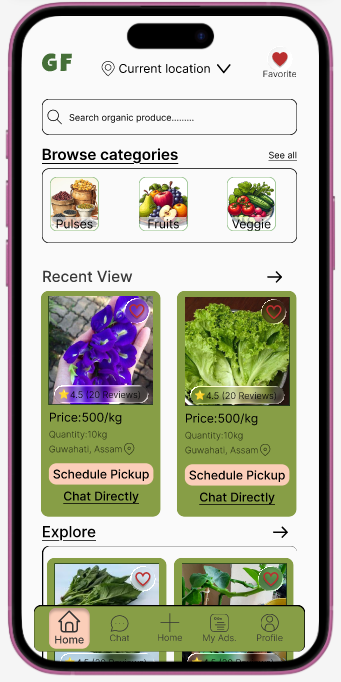 GF
Current location
Favorite
Search organic produce.........
Browse categories
See all
Pulses
Fruits
Veggie
Recent View
4.5 (20 Reviews)
4.5 (20 Reviews)
Price:500/kg
Price:500/kg
Quantity:10kg
Quantity:10kg
Guwahati, Assam
Guwahati, Assam
Schedule Pickup
Schedule Pickup
Chat Directly
Chat Directly
Explore
Home
Chat
Home
My Ads.
Profile